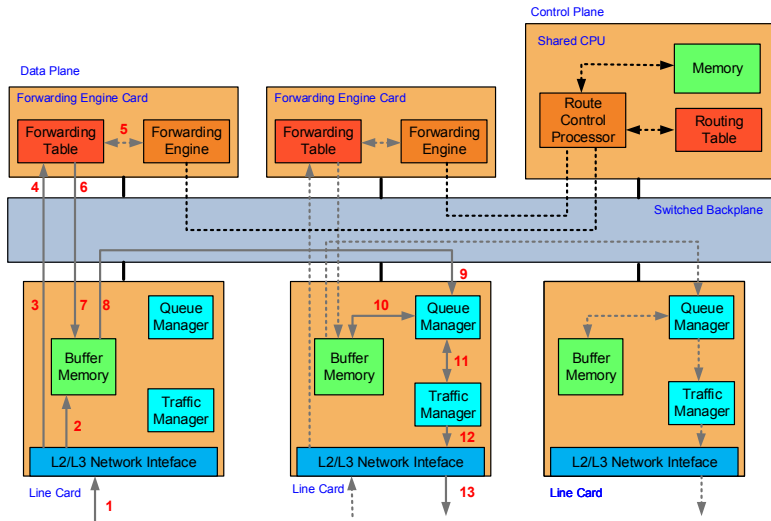 Control Plane
Shared CPU
Memory
Route
Control
Processor
Routing
Table
Data Plane
Forwarding Engine Card
Forwarding
Table
5
Forwarding
Engine
4
6
Forwarding Engine Card
Forwarding
Table
Forwarding
Engine
Switched Backplane
3
7
8
Queue
Manager
Buffer
Memory
2
Traffic
Manager
L2/L3 Network Inteface
Line Card
1
9
10
Queue
Manager
Buffer
Memory
11
Traffic
Manager
12
L2/L3 Network Inteface
Line Card
13
Queue
Manager
Buffer
Memory
Traffic
Manager
L2/L3 Network Inteface
Line Card